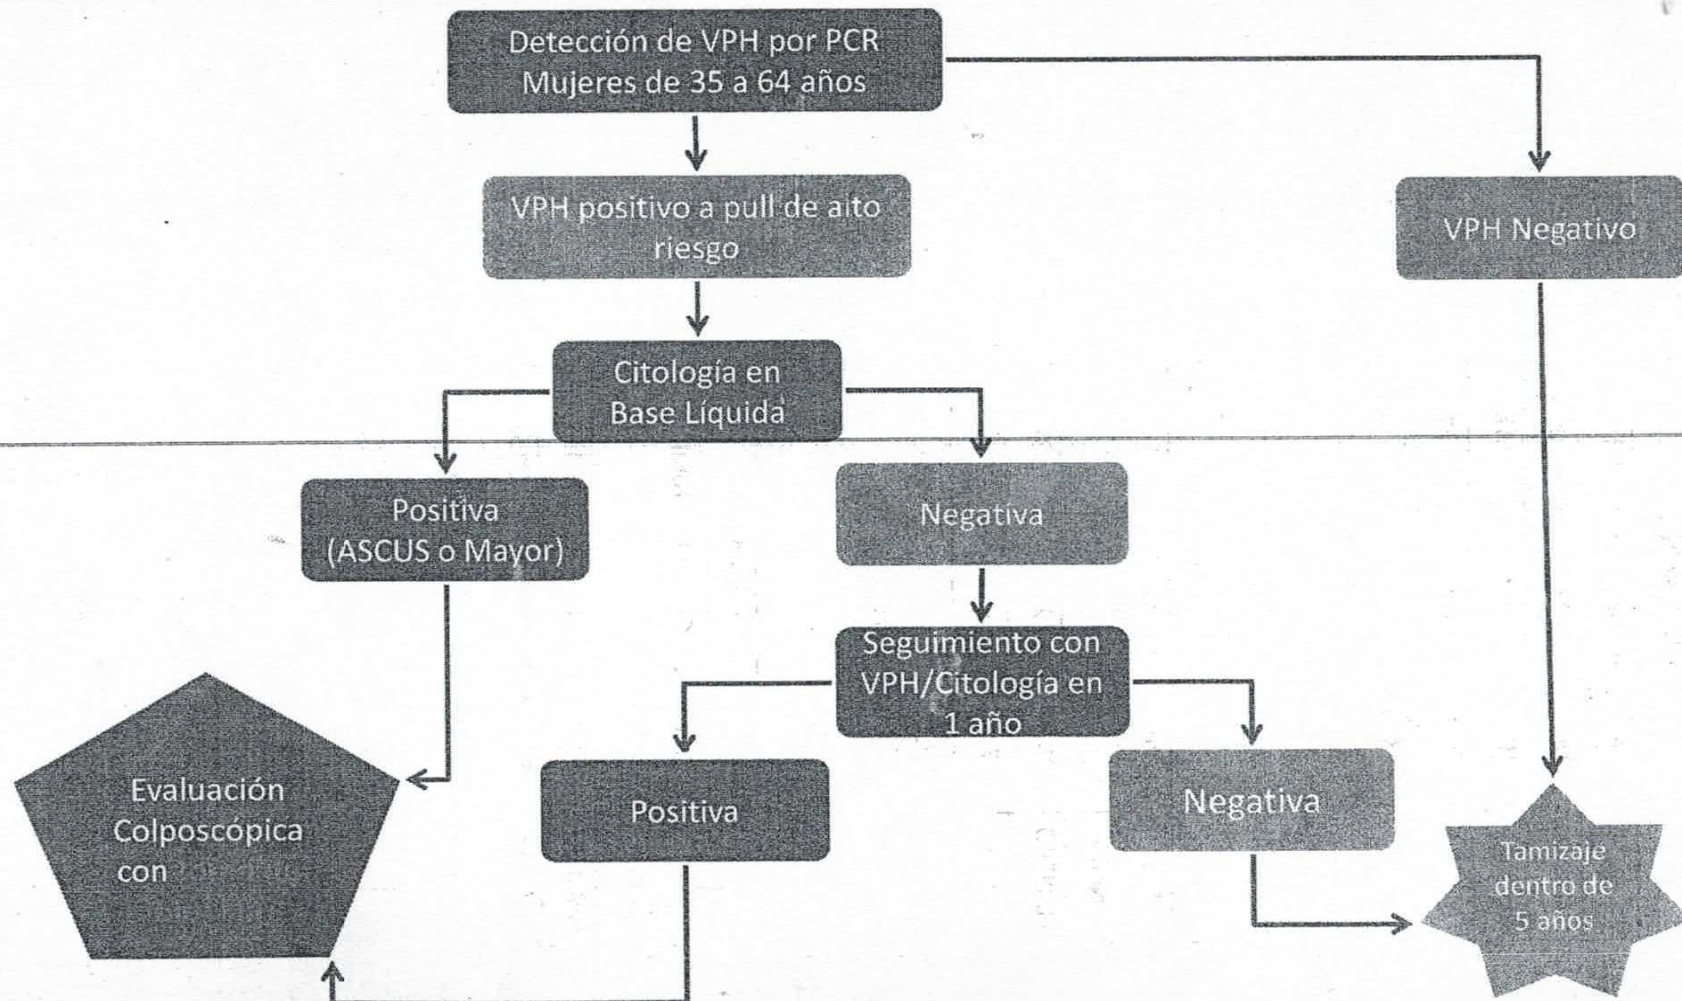 Detección de VPH por PCR
Mujeres de 35 a 64 años
VPH positivo a pull de alto
riesgo
VPH Negativo
Citología en
Base Líquida
Positiva
(ASCUS o Mayor)
Negativa
Seguimiento con
VPH/Citología en
1 año
Evaluación
Colposcópica
con
Positiva
Negativa
Tamizaje
dentro de
5 años